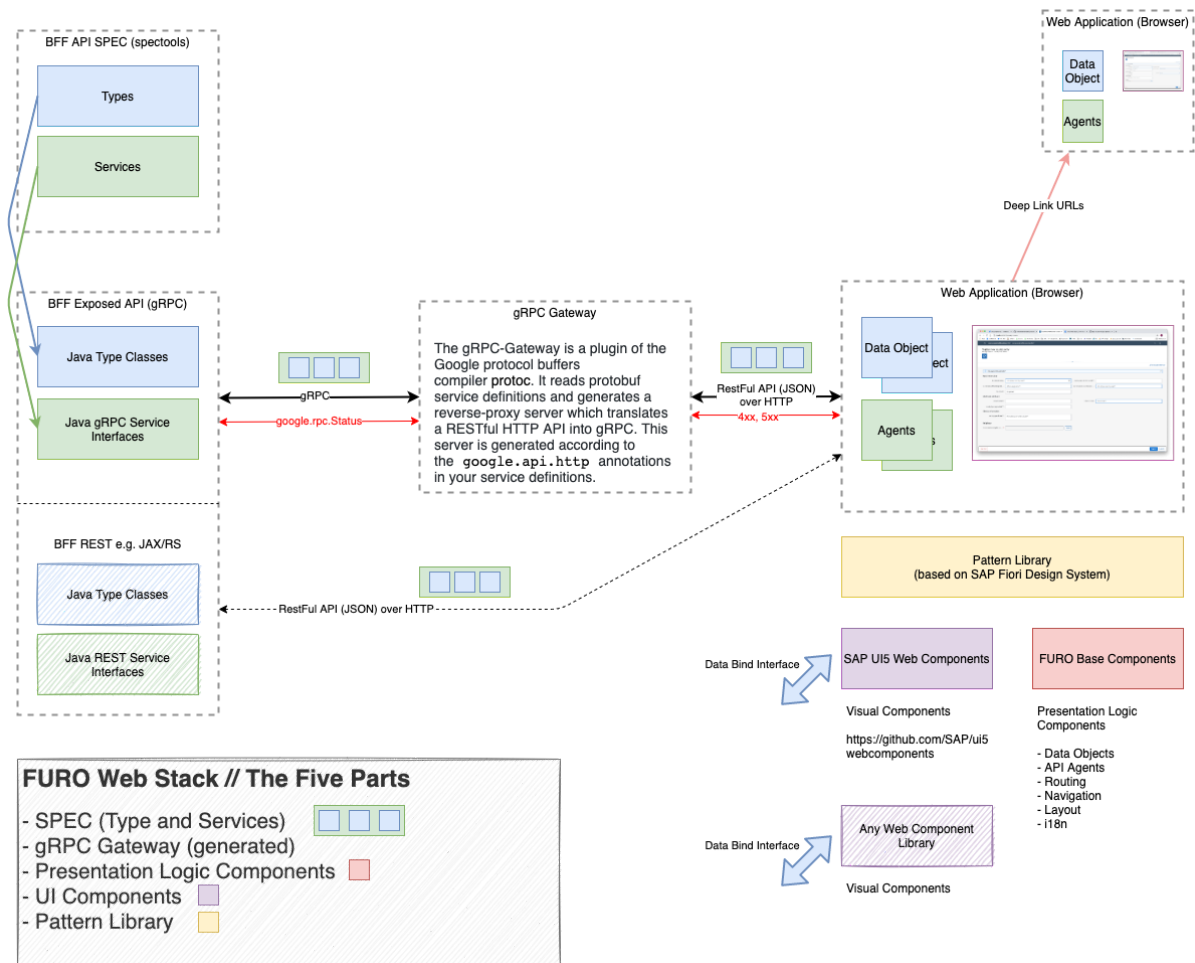 BFF API SPEC (spectools)
Types
Services
Web Application (Browser)
Data
Object
Agents
Deep Link URLs
BFF Exposed API (gRPC)
Java Type Classes
Java gRPC Service
Interfaces
gRPC
google.rpc.Status
gRPC Gateway
The gRPC-Gateway is a plugin of the
Google protocol buffers
compiler protoc. It reads protobuf
service definitions and generates a
reverse-proxy server which translates
a RESTful HTTP API into gRPC. This
server is generated according to
the google.api.http annotations
in your service definitions.
RestFul API (JSON)
over HTTP
4xx, 5xx
Web Application (Browser)
Data Object
ect
Agents
s
BFF REST e.g. JAX/RS
Java Type Classes
Java REST Service
Interfaces
RestFul API (JSON) over HTTP
Pattern Library
(based on SAP Fiori Design System)
Data Bind Interface
SAP UI5 Web Components
Visual Components
https://github.com/SAP/ui5
webcomponents
FURO Base Components
Presentation Logic
Components
- Data Objects
- API Agents
- Routing
- Navigation
- Layout
- i18n
Data Bind Interface
Any Web Component
Library
Visual Components
FURO Web Stack // The Five Parts
- SPEC (Type and Services)
- gRPC Gateway (generated)
- Presentation Logic Components
- UI Components
- Pattern Library